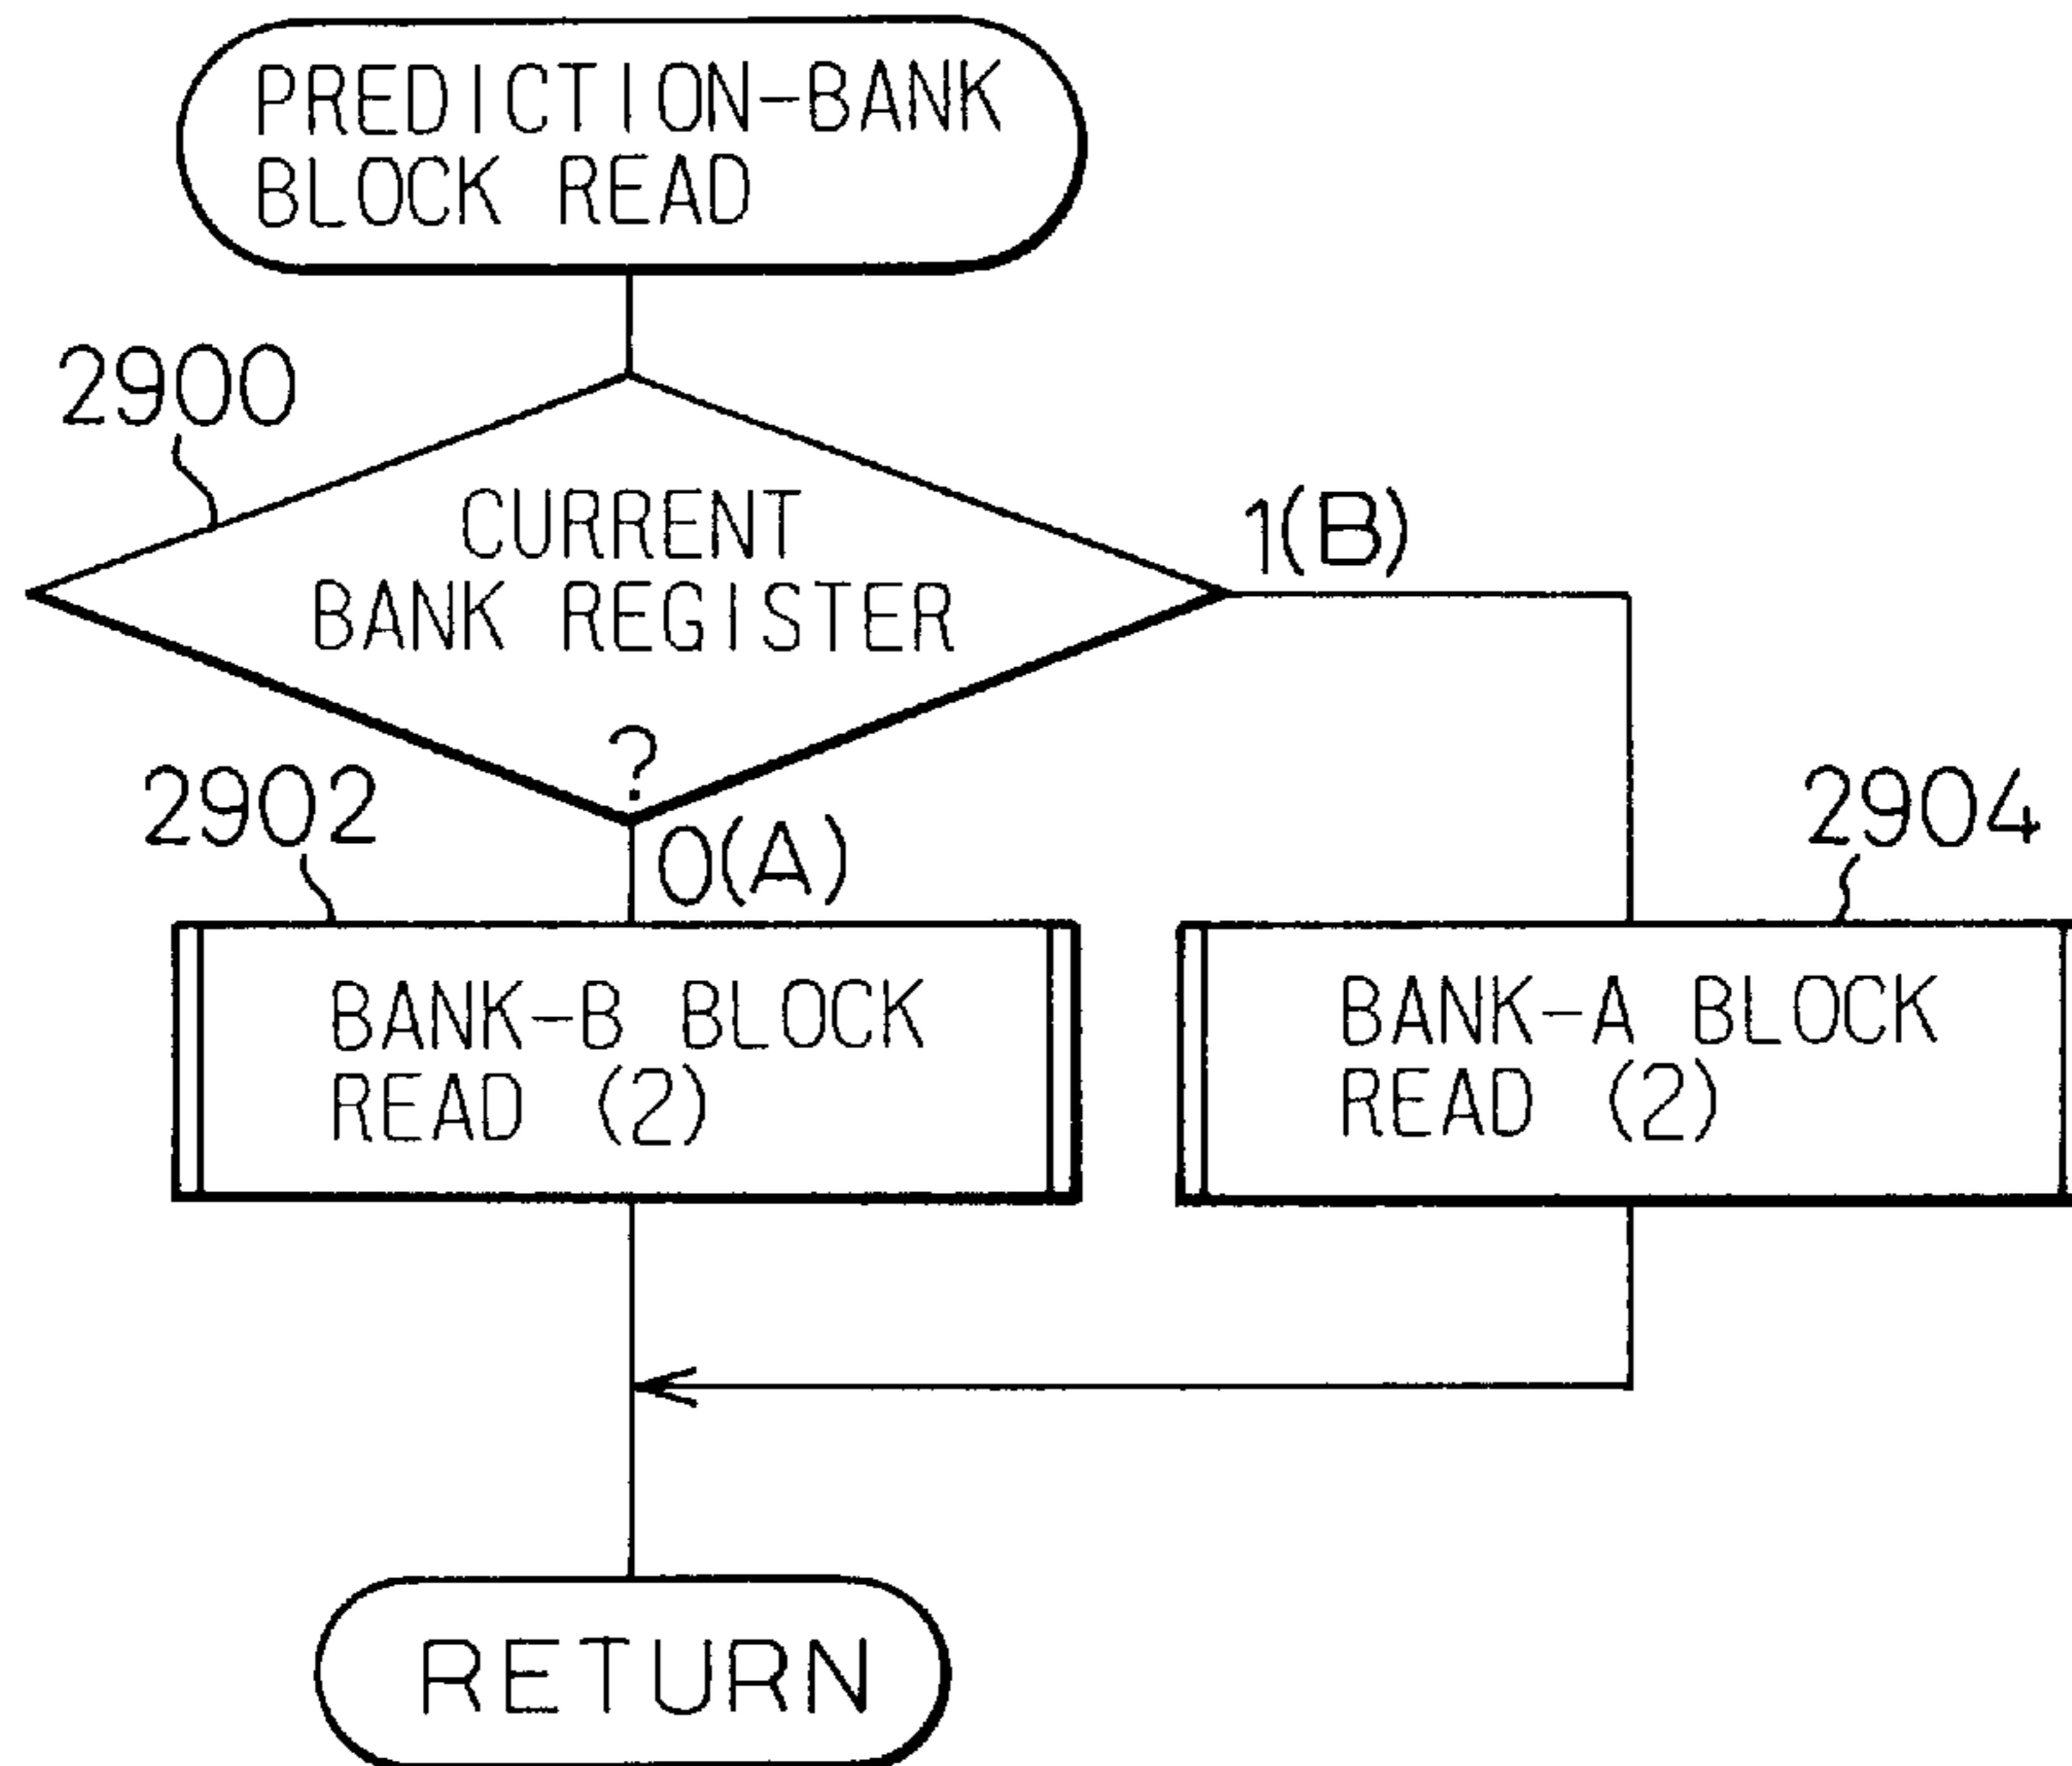 PREDICTION-BANK
BLOCK READ
2900
CURRENT
BANK REGISTER
?
1(B)
0(A)
2902
BANK-B BLOCK
READ (2)
2904
BANK-A BLOCK
READ (2)
RETURN